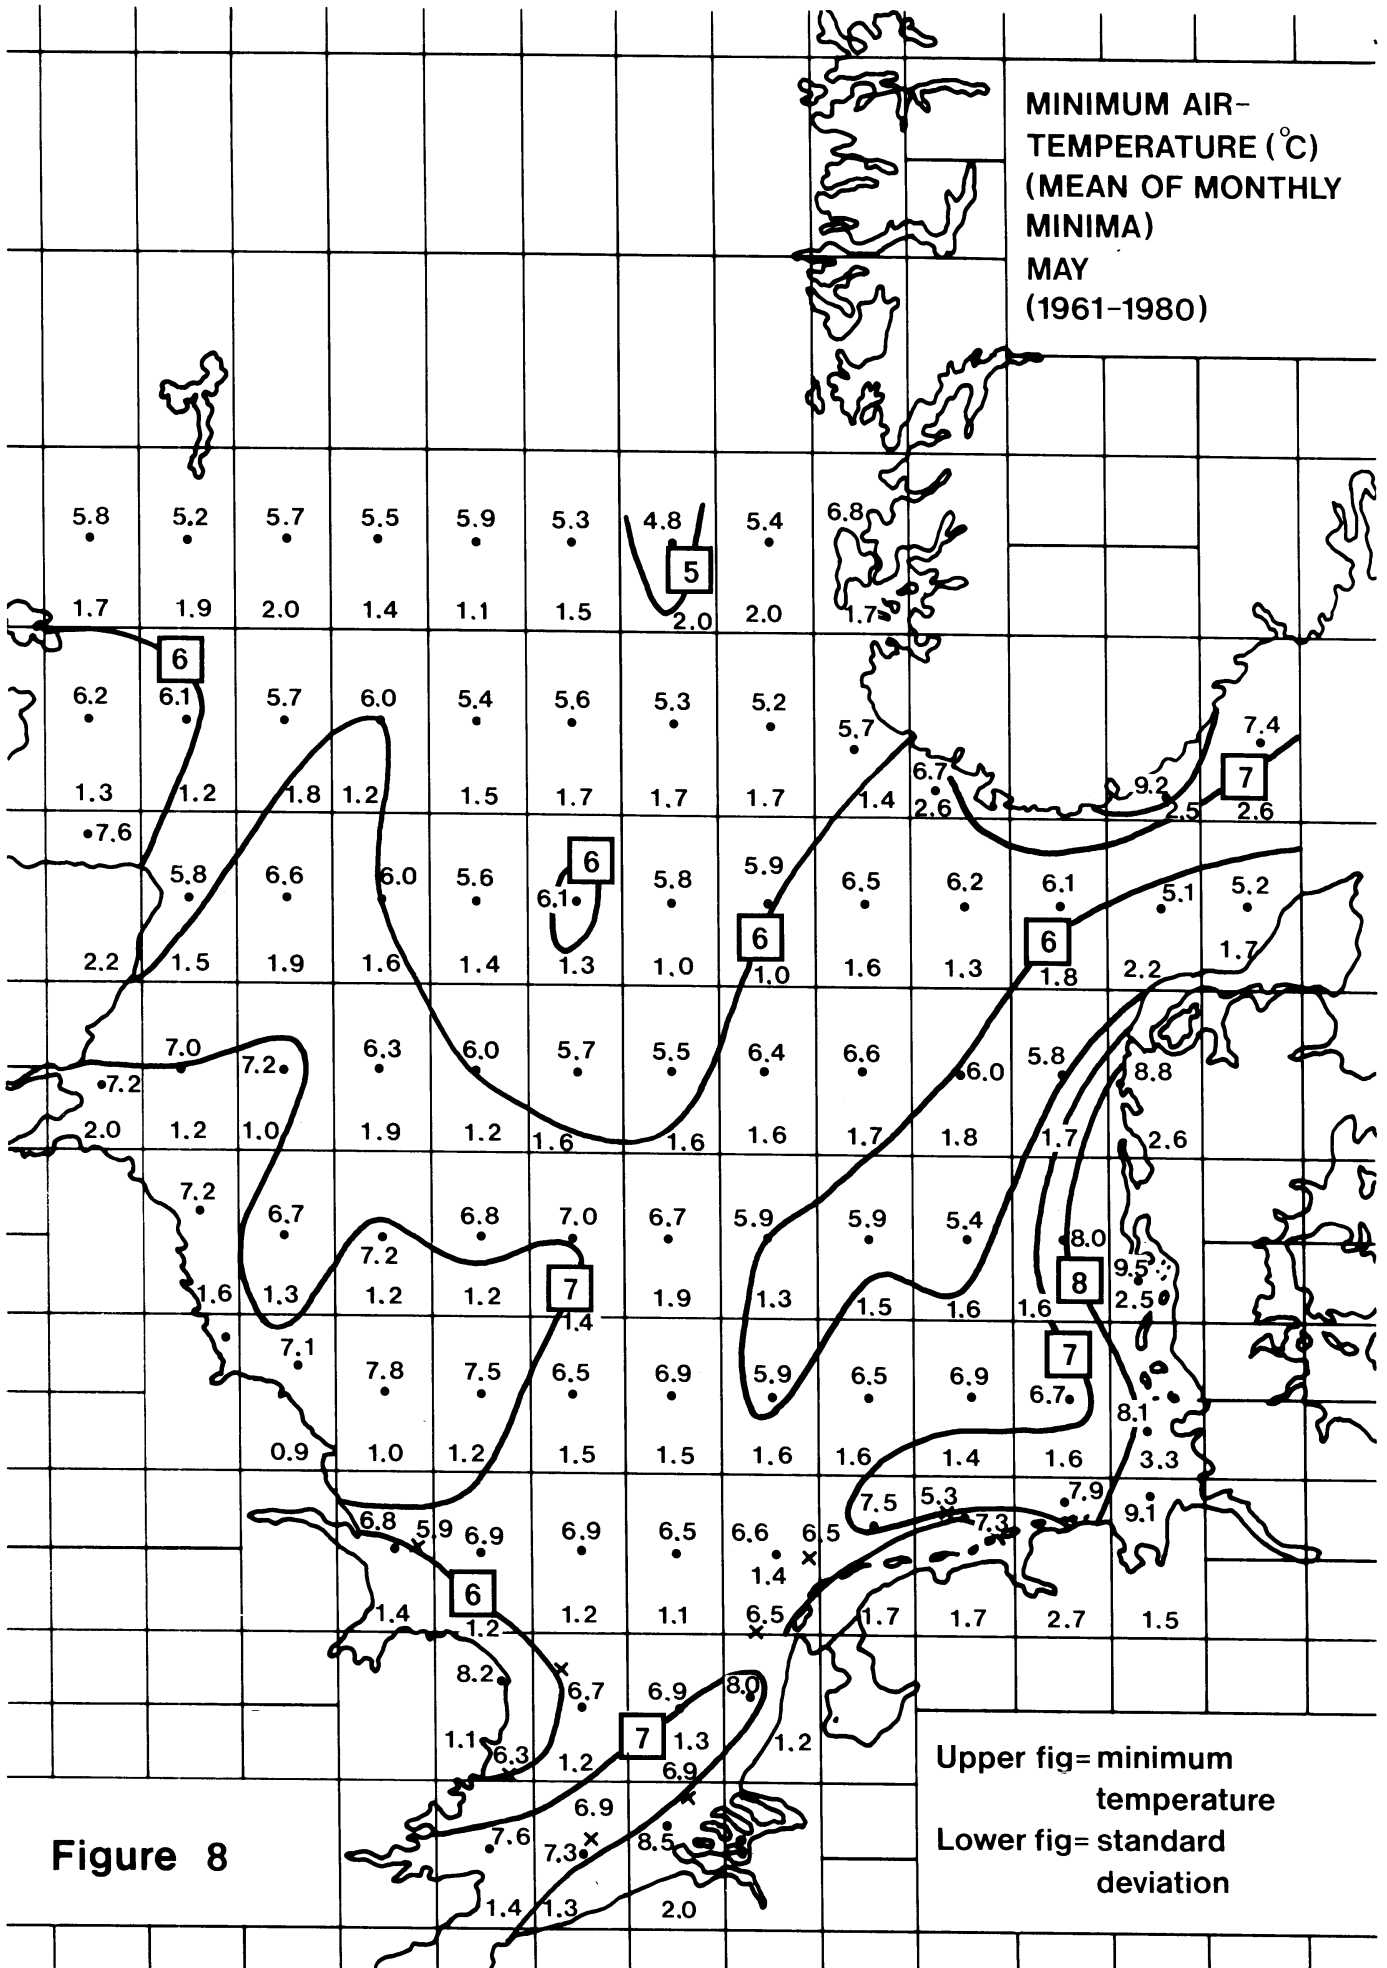 MINIMUM AIR-
TEMPERATURE (°C)
(MEAN OF MONTHLY
MINIMA)
MAY
(1961-1980)
5.8 5.2 5.7 5.5 5.9 5.3 4.8 5.4 6.8
5
1.7 1.9 2.0 1.4 1.1 1.5 2.0 2.0 1.7
6
6.2 6.1 5.7 6.0 5.4 5.6 5.3 5.2 5.7 7.4
6.7 9.2 7
1.3 1.2 1.8 1.2 1.5 1.7 1.7 1.7 1.4 2.6 2.5 2.6
7.6
6
5.8 6.6 6.0 5.6 6.1 5.8 5.9 6.5 6.2 6.1 5.1 5.2
6 6
2.2 1.5 1.9 1.6 1.4 1.3 1.0 1.0 1.6 1.3 1.8 2.2 1.7
7.0 7.2 6.3 6.0 5.7 5.5 6.4 6.6 6.0 5.8 8.8
7.2
2.0 1.2 1.0 1.9 1.2 1.6 1.6 1.6 1.7 1.8 1.7 2.6
7.2 6.7 7.2 6.8 7.0 6.7 5.9 5.9 5.4 8.0
7 8 9.5
1.6 1.3 1.2 1.2 1.4 1.9 1.3 1.5 1.6 1.6 2.5
7
7.1 7.8 7.5 6.5 6.9 5.9 6.5 6.9 6.7 8.1
0.9 1.0 1.2 1.5 1.5 1.6 1.6 1.4 1.6 3.3
6.8 5.9 6.9 6.9 6.5 6.6 6.5 7.5 5.3 7.3 7.9 9.1
6 1.4
1.4 1.2 1.2 1.1 6.5 1.7 1.7 2.7 1.5
8.2 6.7 6.9 8.0
7
1.1 6.3 1.2 1.3 1.2
6.9
6.9
7.6 7.3 8.5
1.4 1.3 2.0
Upper fig= minimum
temperature
Lower fig= standard
deviation
Figure 8